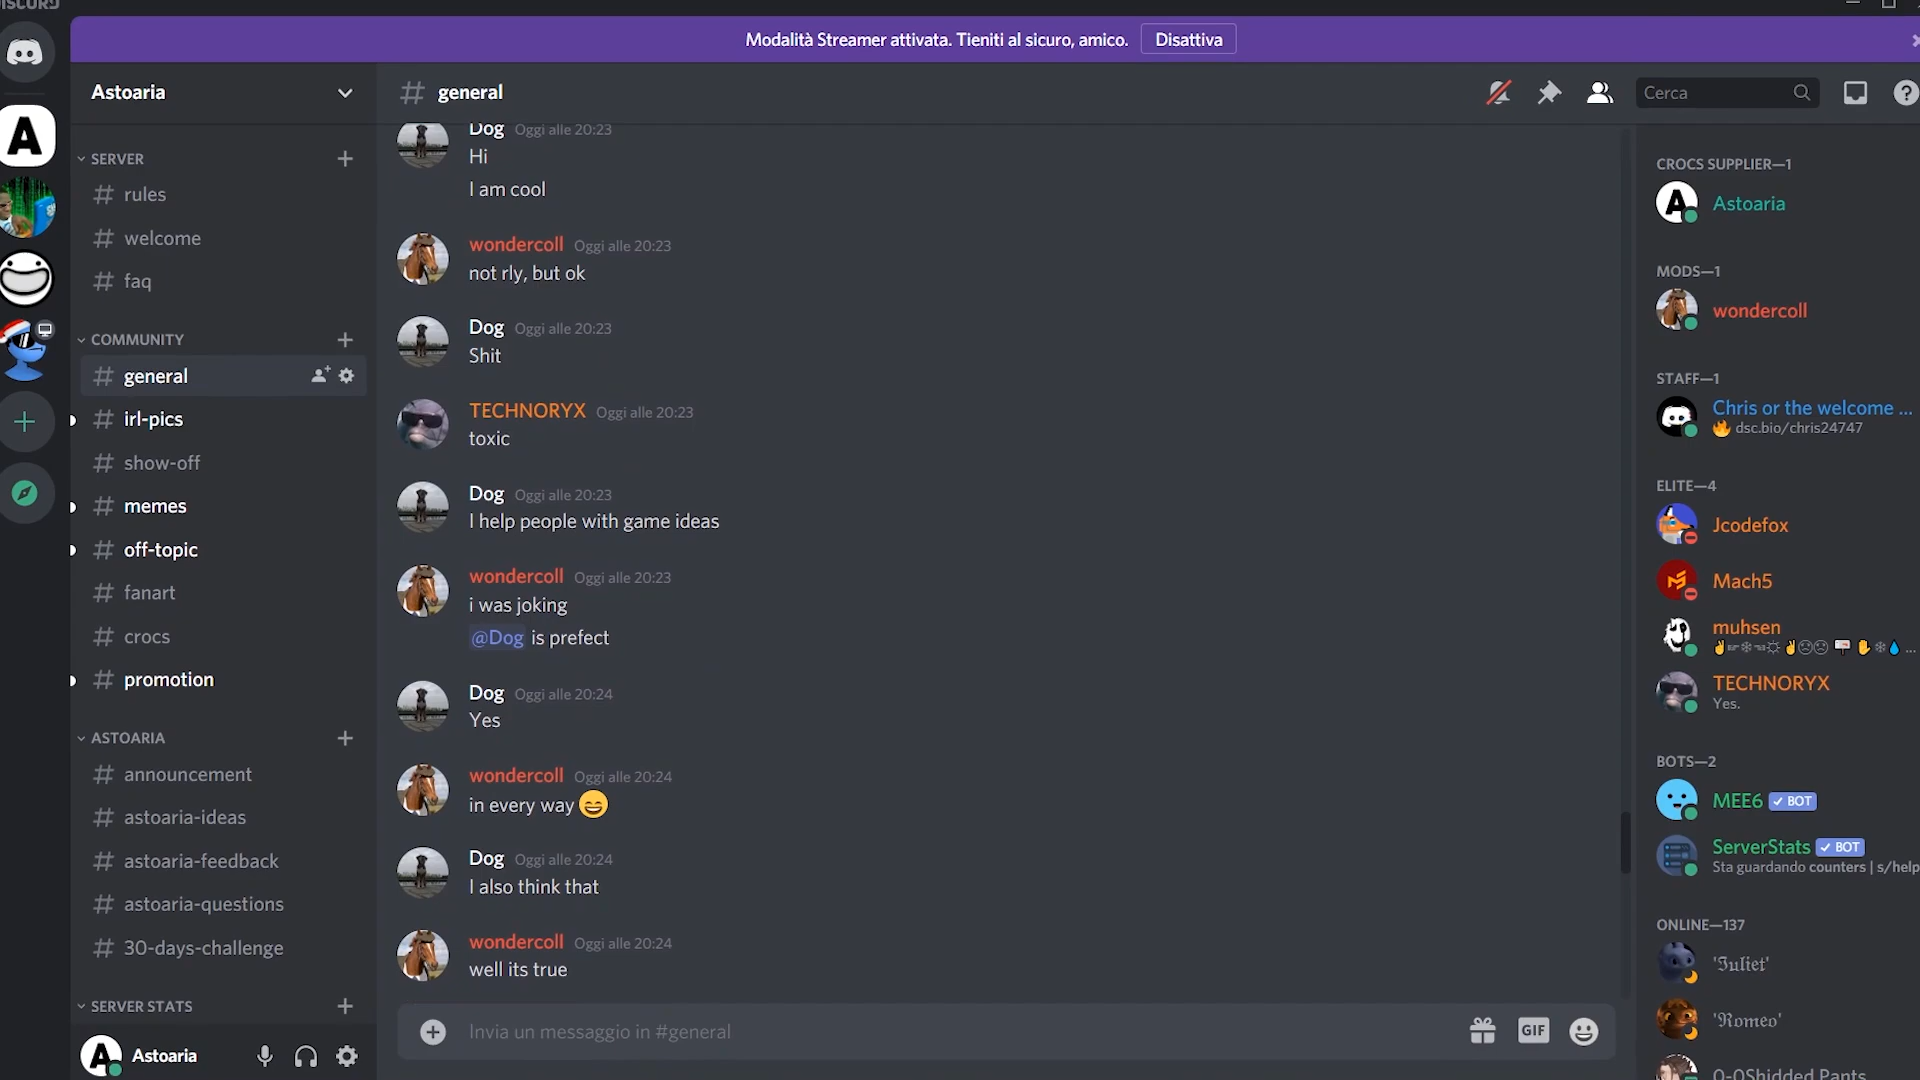 DISCORD
Modalità Streamer attivata. Tieniti al sicuro, amico.
Disattiva
Astoaria
SERVER
rules
welcome
faq
COMMUNITY
general
irl-pics
show-off
memes
off-topic
fanart
crocs
promotion
ASTOARIA
announcement
astoaria-ideas
astoaria-feedback
astoaria-questions
30-days-challenge
SERVER STATS
Astoaria
general
Cerca
Dog Oggi alle 20:23
Hi
I am cool
wondercoll Oggi alle 20:23
not rly, but ok
Dog Oggi alle 20:23
Shit
TECHNORYX Oggi alle 20:23
toxic
Dog Oggi alle 20:23
I help people with game ideas
wondercoll Oggi alle 20:23
i was joking
@Dog is prefect
Dog Oggi alle 20:24
Yes
wondercoll Oggi alle 20:24
in every way 😄
Dog Oggi alle 20:24
I also think that
wondercoll Oggi alle 20:24
well its true
Invia un messaggio in #general
GIF
CROCS SUPPLIER—1
Astoaria
MODS—1
wondercoll
STAFF—1
Chris or the welcome ...
🔥 dsc.bio/chris24747
ELITE—4
Jcodefox
Mach5
muhsen
TECHNORYX
Yes.
BOTS—2
MEE6 ✓ BOT
ServerStats ✓ BOT
Sta guardando counters | s/help
ONLINE—137
'𝔍𝔲𝔩𝔦𝔢𝔱'
'ℜ𝔬𝔪𝔢𝔬'
0-0Shidded Pants